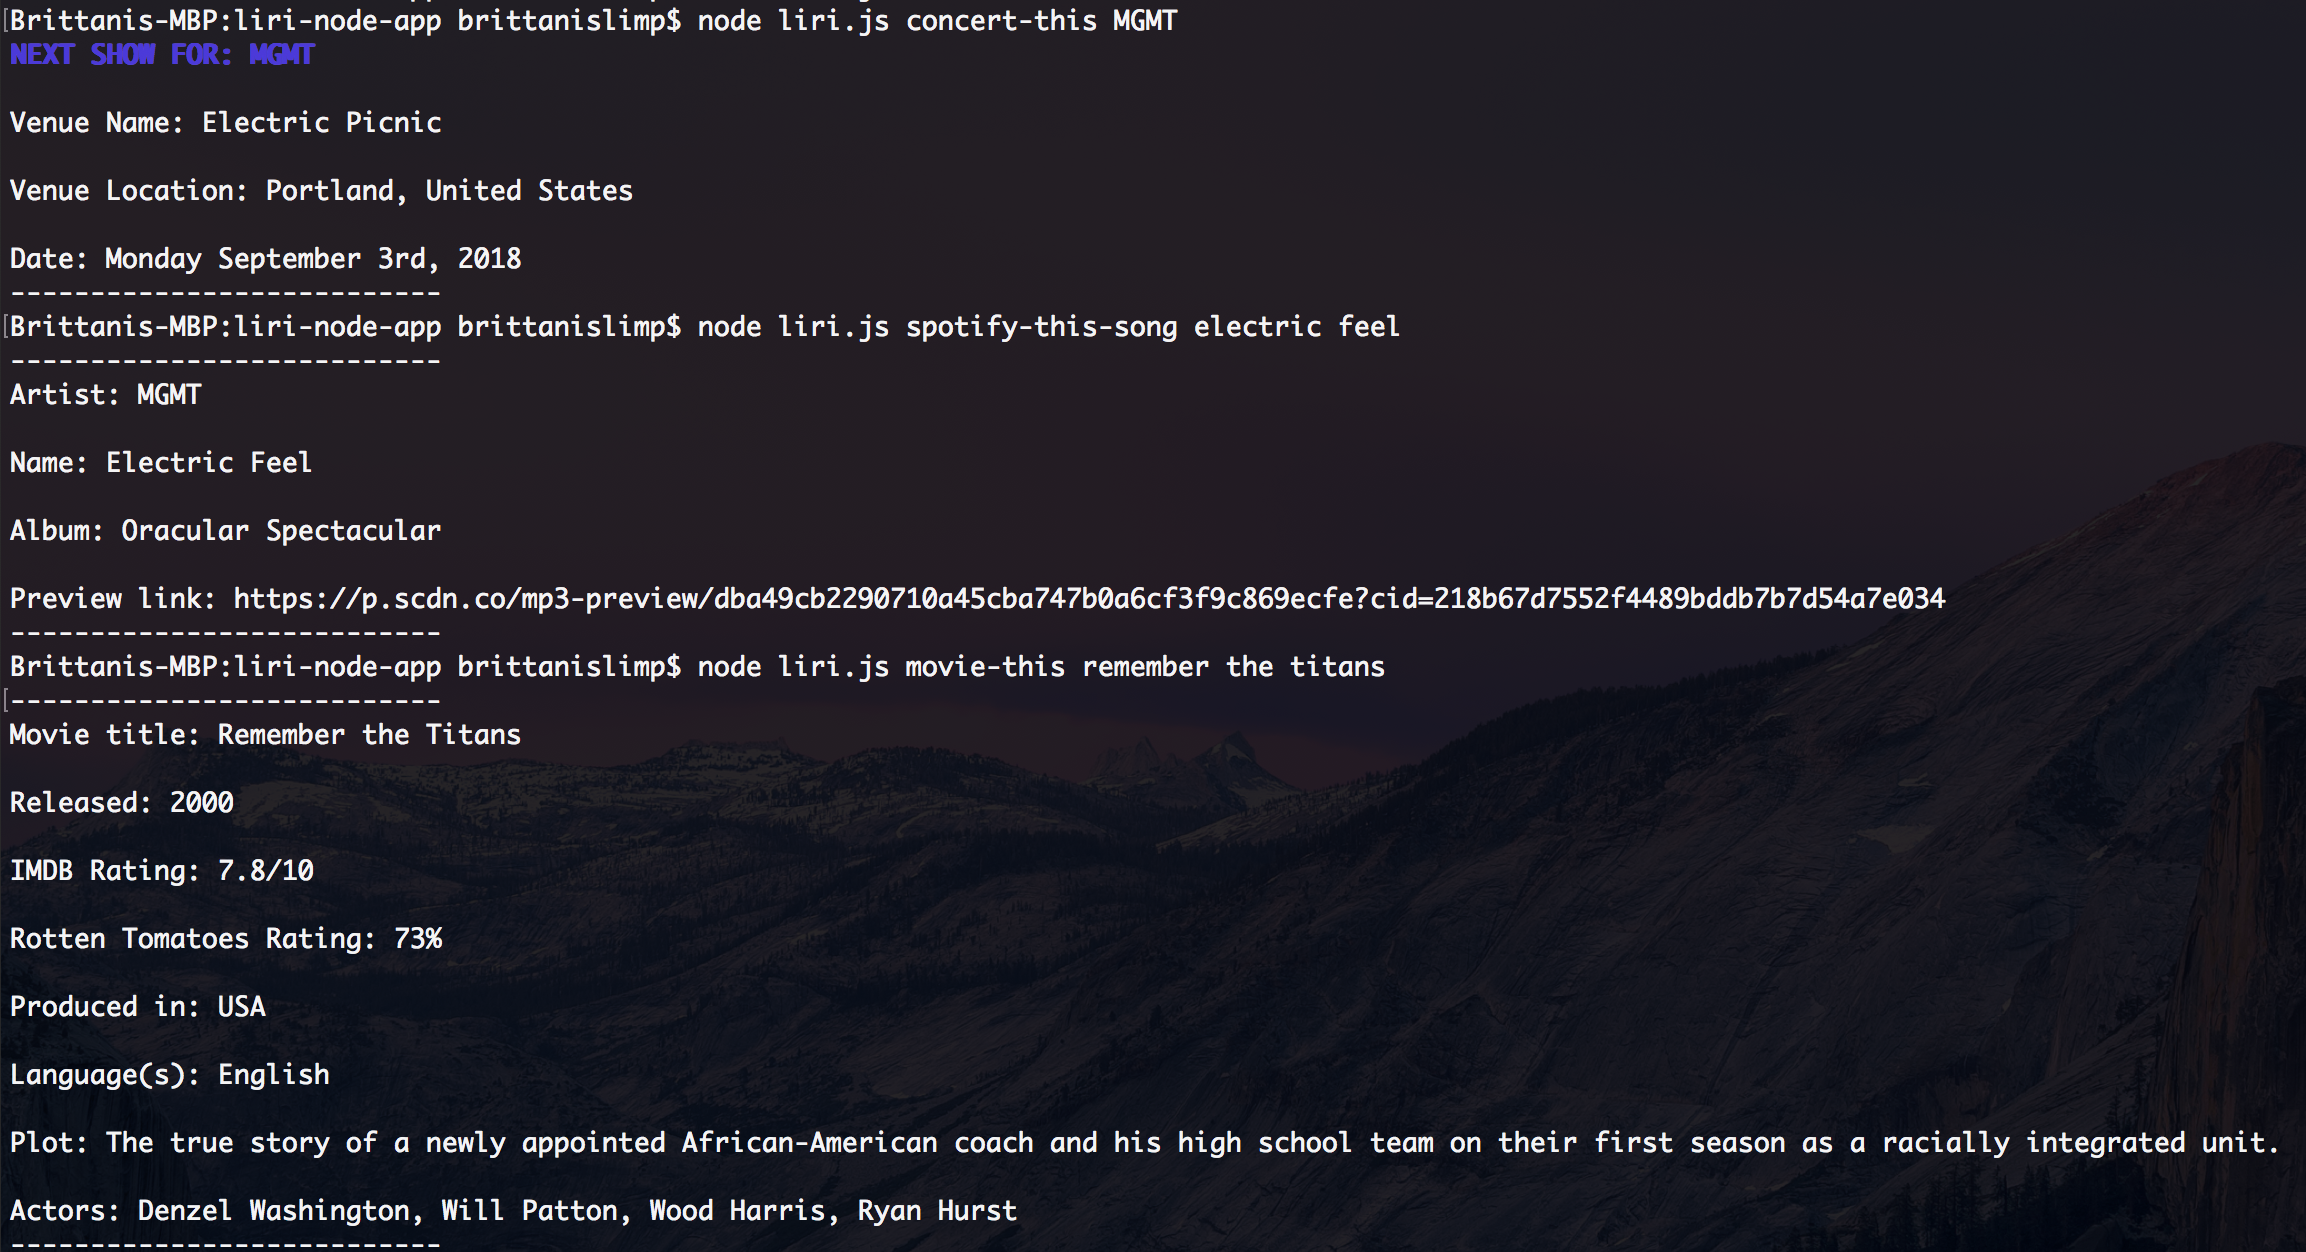 Brittanis-MBP:liri-node-app brittanislimp$ node liri.js concert-this MGMT
NEXT SHOW FOR: MGMT
Venue Name: Electric Picnic
Venue Location: Portland, United States
Date: Monday September 3rd, 2018
---------------------------
Brittanis-MBP:liri-node-app brittanislimp$ node liri.js spotify-this-song electric feel
---------------------------
Artist: MGMT
Name: Electric Feel
Album: Oracular Spectacular
Preview link: https://p.scdn.co/mp3-preview/dba49cb2290710a45cba747b0a6cf3f9c869ecfe?cid=218b67d7552f4489bddb7b7d54a7e034
---------------------------
Brittanis-MBP:liri-node-app brittanislimp$ node liri.js movie-this remember the titans
---------------------------
Movie title: Remember the Titans
Released: 2000
IMDB Rating: 7.8/10
Rotten Tomatoes Rating: 73%
Produced in: USA
Language(s): English
Plot: The true story of a newly appointed African-American coach and his high school team on their first season as a racially integrated unit.
Actors: Denzel Washington, Will Patton, Wood Harris, Ryan Hurst
---------------------------